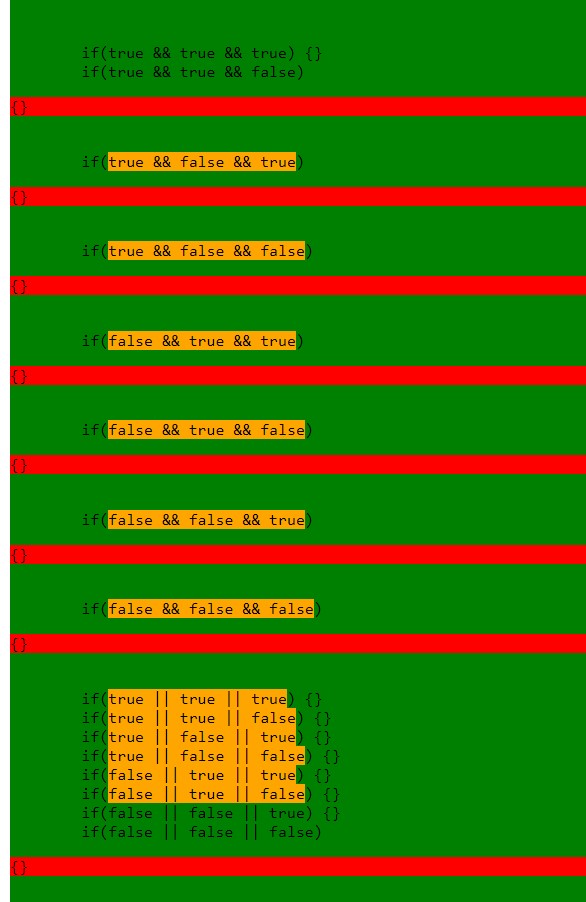 if(true && true && true) {}
if(true && true && false)
{}
if(true && false && true)
{}
if(true && false && false)
{}
if(false && true && true)
{}
if(false && true && false)
{}
if(false && false && true)
{}
if(false && false && false)
{}
if(true || true || true) {}
if(true || true || false) {}
if(true || false || true) {}
if(true || false || false) {}
if(false || true || true) {}
if(false || true || false) {}
if(false || false || true) {}
if(false || false || false)
{}